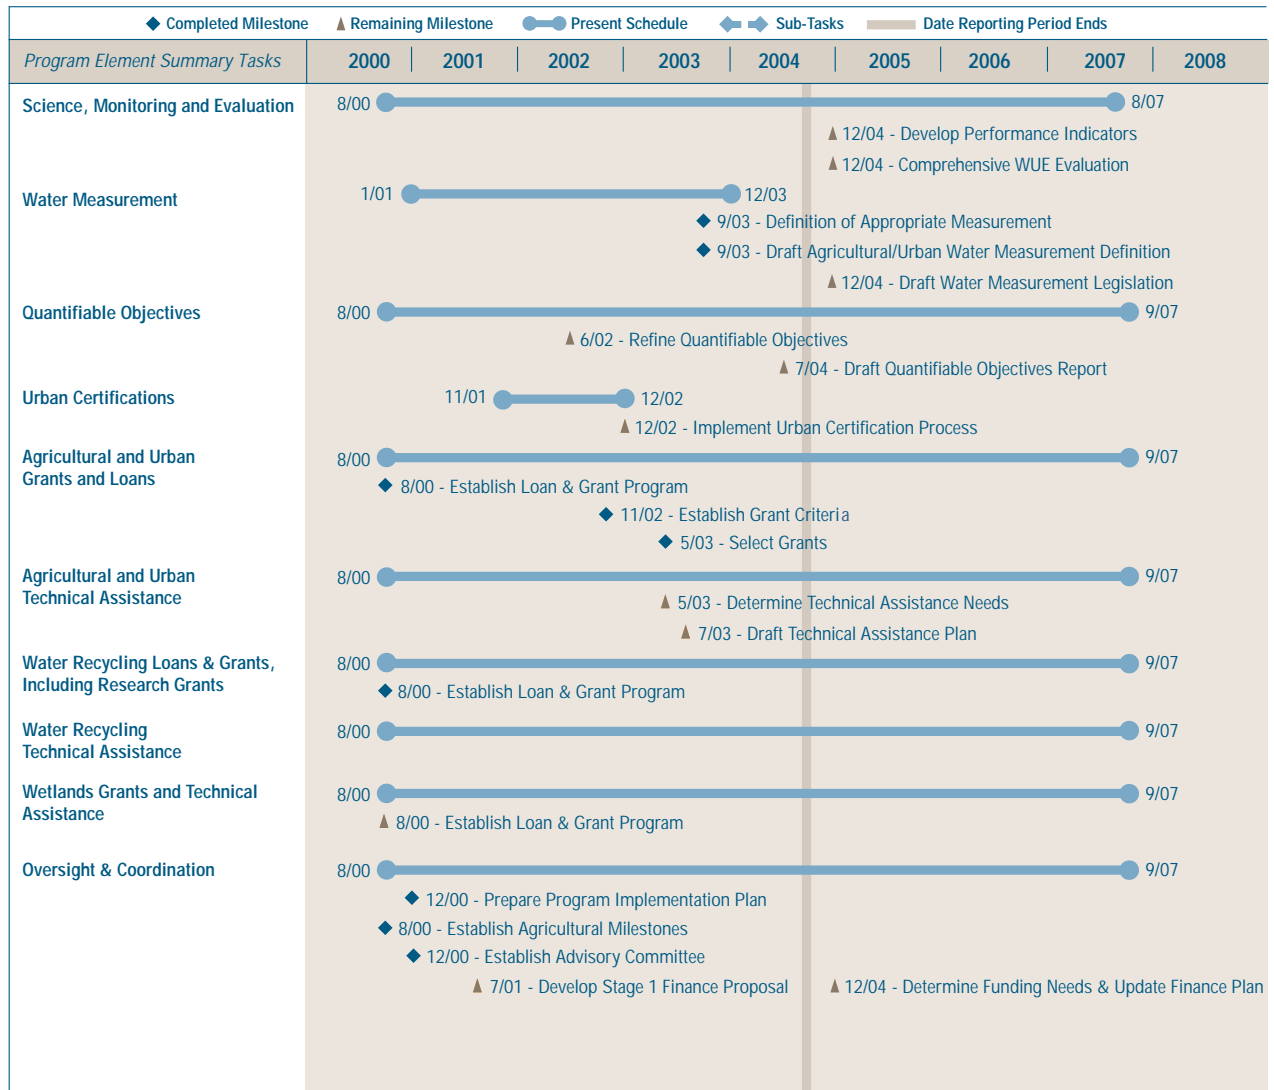 Completed Milestone Remaining Milestone Present Schedule Sub-Tasks Date Reporting Period Ends
Program Element Summary Tasks 2000 2001 2002 2003 2004 2005 2006 2007 2008
Science, Monitoring and Evaluation 8/00 8/07
12/04 - Develop Performance Indicators
12/04 - Comprehensive WUE Evaluation
Water Measurement 1/01 12/03
9/03 - Definition of Appropriate Measurement
9/03 - Draft Agricultural/Urban Water Measurement Definition
12/04 - Draft Water Measurement Legislation
Quantifiable Objectives 8/00 9/07
6/02 - Refine Quantifiable Objectives
7/04 - Draft Quantifiable Objectives Report
Urban Certifications 11/01 12/02
12/02 - Implement Urban Certification Process
Agricultural and Urban
Grants and Loans 8/00 9/07
8/00 - Establish Loan & Grant Program
11/02 - Establish Grant Criteria
5/03 - Select Grants
Agricultural and Urban
Technical Assistance 8/00 9/07
5/03 - Determine Technical Assistance Needs
7/03 - Draft Technical Assistance Plan
Water Recycling Loans & Grants,
Including Research Grants 8/00 9/07
8/00 - Establish Loan & Grant Program
Water Recycling
Technical Assistance 8/00 9/07
Wetlands Grants and Technical
Assistance 8/00 9/07
8/00 - Establish Loan & Grant Program
Oversight & Coordination 8/00 9/07
12/00 - Prepare Program Implementation Plan
8/00 - Establish Agricultural Milestones
12/00 - Establish Advisory Committee
7/01 - Develop Stage 1 Finance Proposal 12/04 - Determine Funding Needs & Update Finance Plan